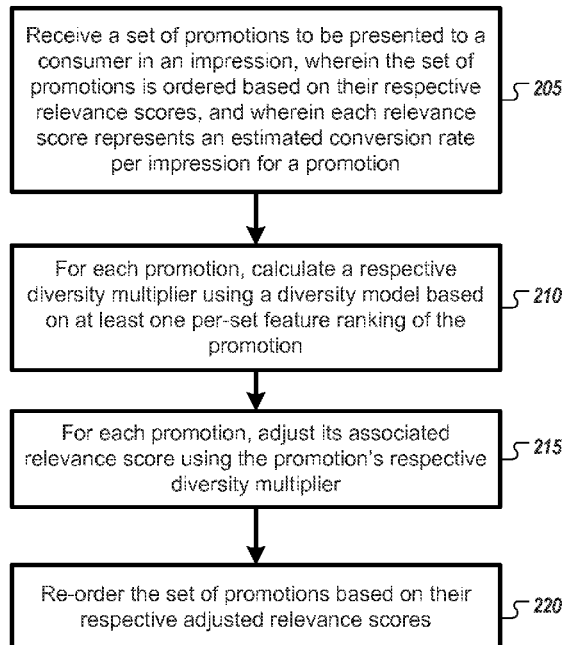 Receive a set of promotions to be presented to a
consumer in an impression, wherein the set of
promotions is ordered based on their respective
relevance scores, and wherein each relevance
score represents an estimated conversion rate
per impression for a promotion
205
For each promotion, calculate a respective
diversity multiplier using a diversity model based
on at least one per-set feature ranking of the
promotion
210
For each promotion, adjust its associated
relevance score using the promotion's respective
diversity multiplier
215
Re-order the set of promotions based on their
respective adjusted relevance scores
220